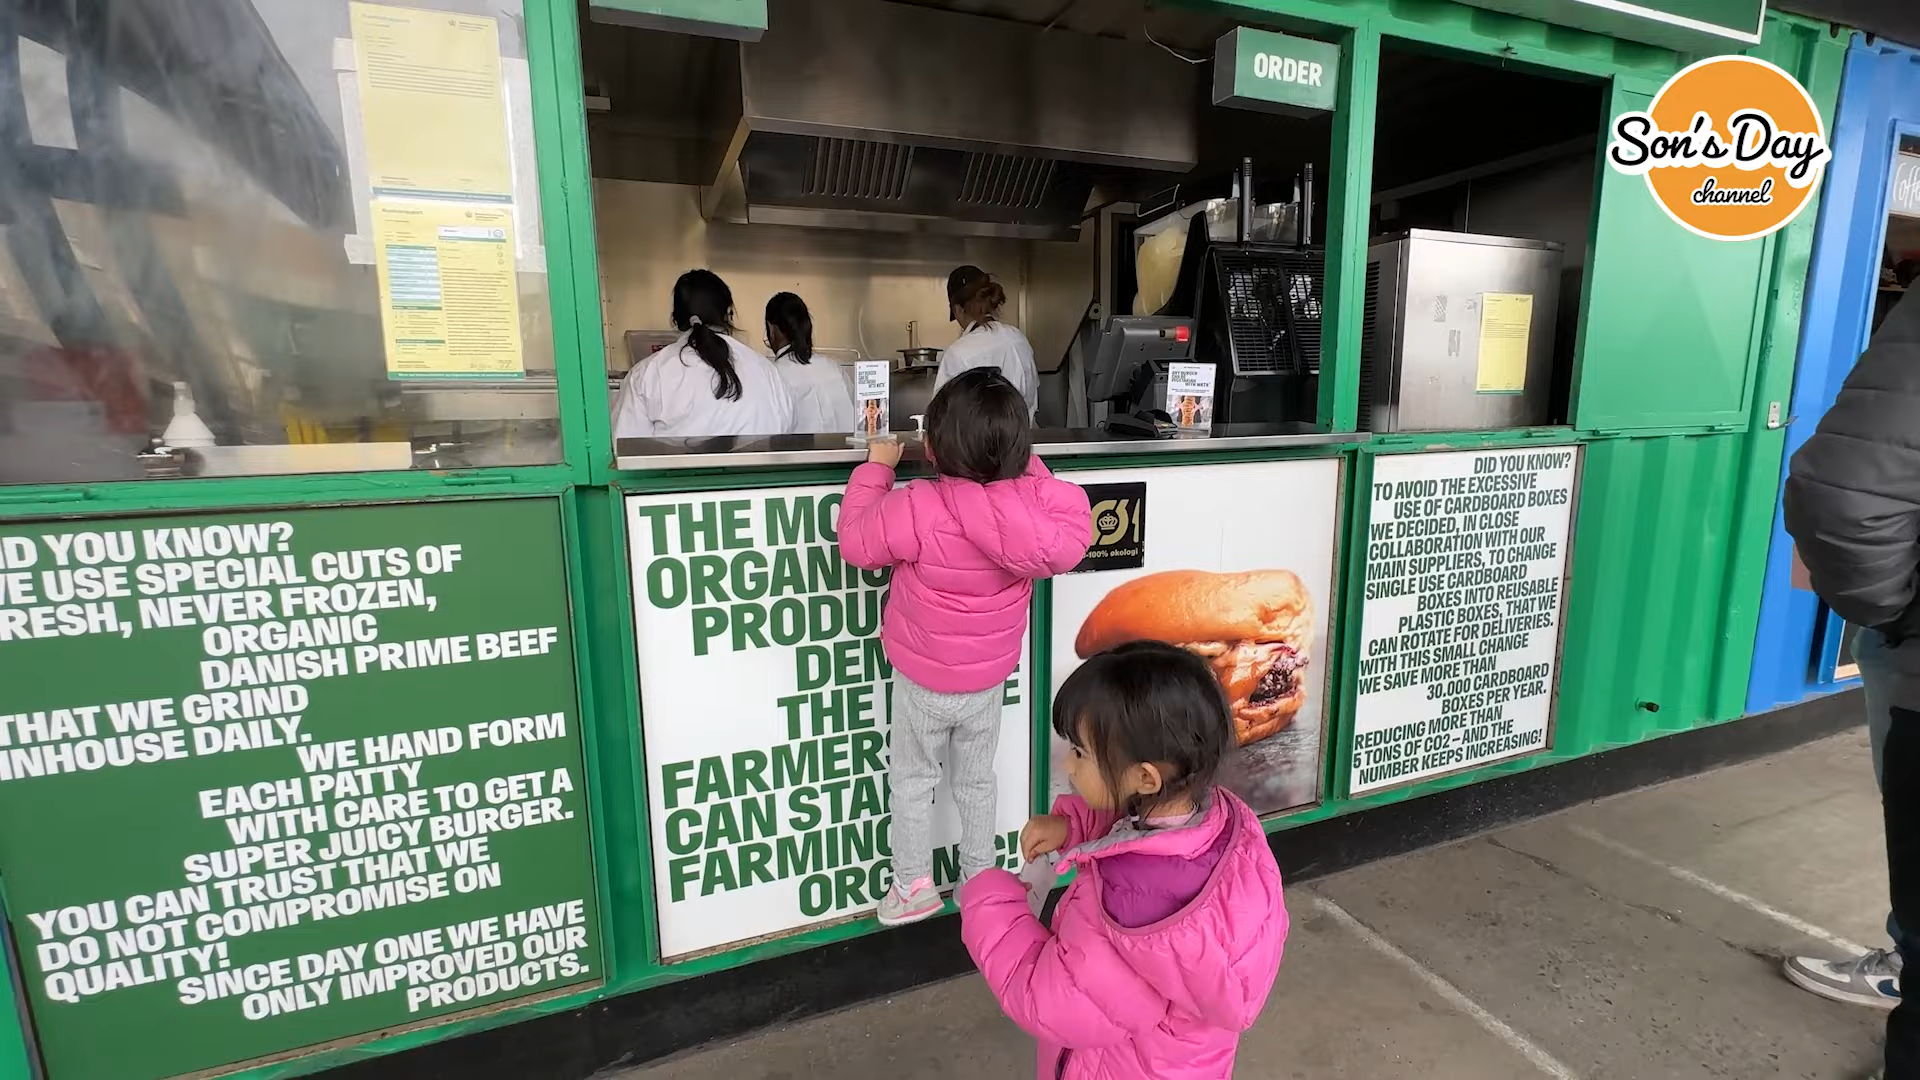 ORDER
Son's Day
channel
ID YOU KNOW?
E USE SPECIAL CUTS OF
RESH, NEVER FROZEN,
ORGANIC
DANISH PRIME BEEF
THAT WE GRIND
INHOUSE DAILY.
WE HAND FORM
EACH PATTY
WITH CARE TO GET A
SUPER JUICY BURGER.
YOU CAN TRUST THAT WE
DO NOT COMPROMISE ON
QUALITY!
SINCE DAY ONE WE HAVE
ONLY IMPROVED OUR
PRODUCTS.
THE MO
ORGANIC
PRODU
DEM
THE
FARMERS
CAN STA
FARMING
ORGANIC!
-100% økologi
DID YOU KNOW?
TO AVOID THE EXCESSIVE
USE OF CARDBOARD BOXES
WE DECIDED, IN CLOSE
COLLABORATION WITH OUR
MAIN SUPPLIERS, TO CHANGE
SINGLE USE CARDBOARD
BOXES INTO REUSABLE
PLASTIC BOXES, THAT WE
CAN ROTATE FOR DELIVERIES.
WITH THIS SMALL CHANGE
WE SAVE MORE THAN
30.000 CARDBOARD
BOXES PER YEAR.
REDUCING MORE THAN
5 TONS OF CO2 – AND THE
NUMBER KEEPS INCREASING!